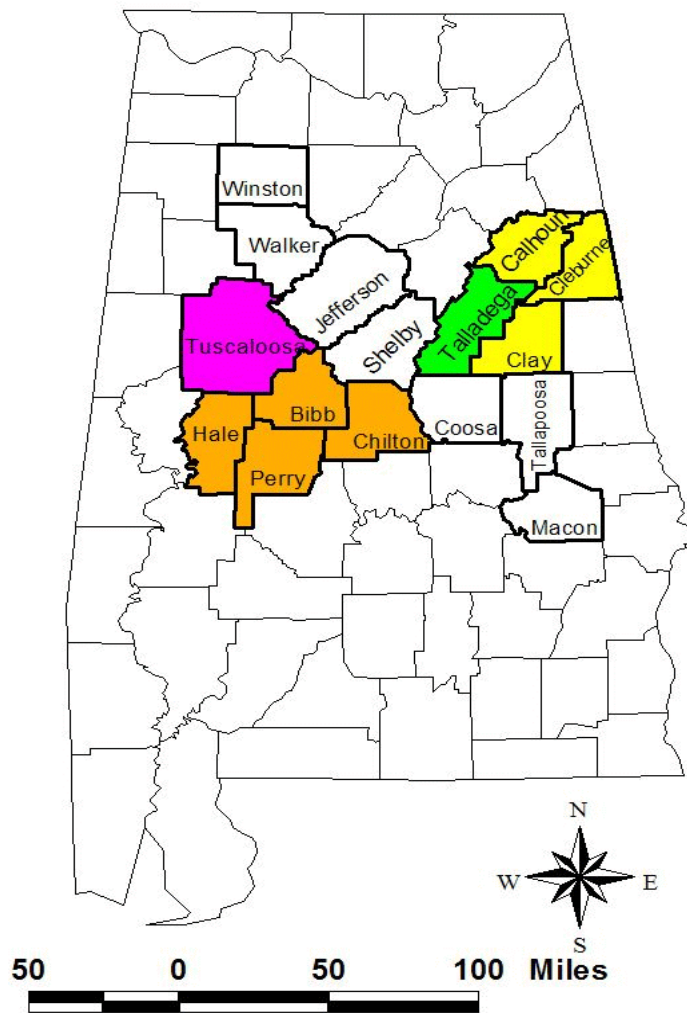 Winston
Walker
Calhoun
Cleburne
Jefferson
Talladega
Tuscaloosa
Shelby
Clay
Bibb
Hale
Chilton
Coosa
Tallapoosa
Perry
Macon
N
W E
S
50 0 50 100 Miles